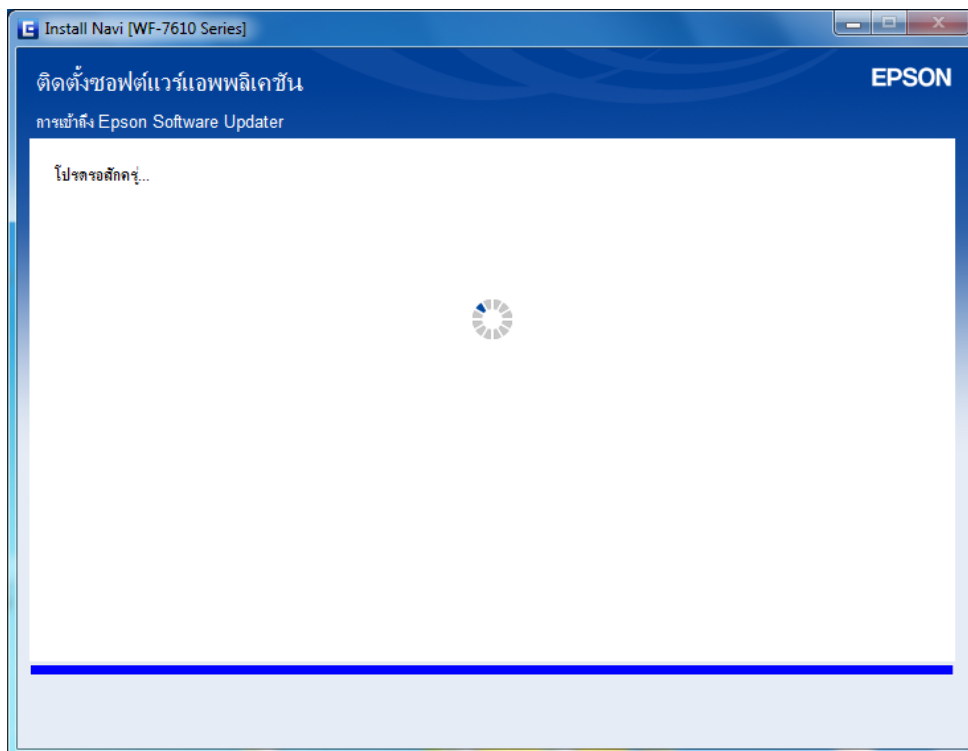 Install Navi [WF-7610 Series]
ติดตั้งซอฟต์แวร์แอพพลิเคชัน
EPSON
การเข้าถึง Epson Software Updater
โปรดรอสักครู่...